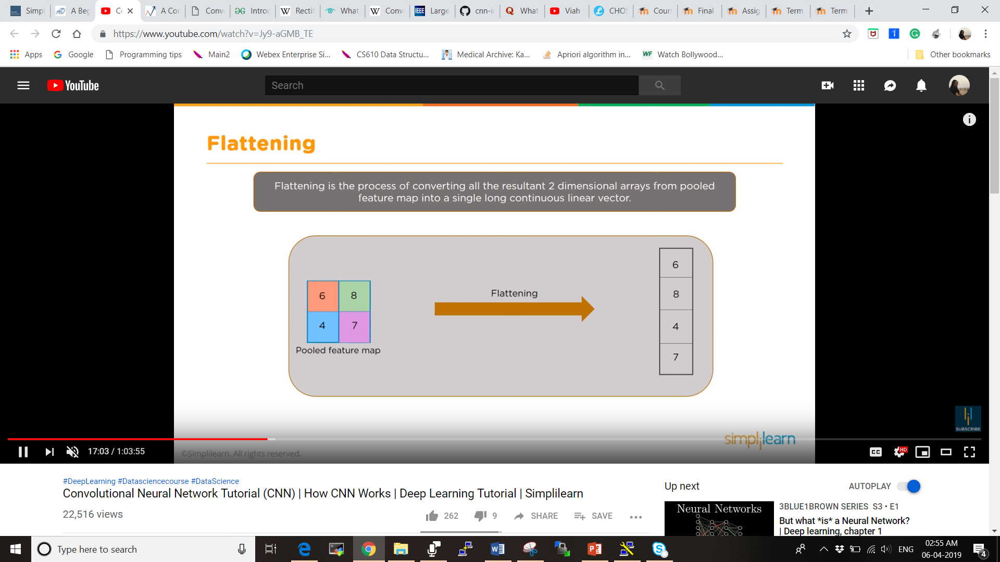 Simpl
A Beg
Co
A Cor
Conv
Introd
Rectif
What
Conv
Large
cnn-ir
What
Viah
CHOS
Cours
Final
Assig
Term
Term
https://www.youtube.com/watch?v=Jy9-aGMB_TE
Apps
Google
Programming tips
Main2
Webex Enterprise Si...
CS610 Data Structu...
Medical Archive: Ka...
Apriori algorithm in...
WF
Watch Bollywood...
Other bookmarks
YouTube
Search
Flattening
Flattening is the process of converting all the resultant 2 dimensional arrays from pooled
feature map into a single long continuous linear vector.
6 8
4 7
Pooled feature map
Flattening
6
8
4
7
SUBSCRIBE
simplilearn
17:03 / 1:03:55
©Simplilearn. All rights reserved.
CC
HD
#DeepLearning #Datasciencecourse #DataScience
Convolutional Neural Network Tutorial (CNN) | How CNN Works | Deep Learning Tutorial | Simplilearn
22,516 views
262
9
SHARE
SAVE
Up next
AUTOPLAY
Neural Networks
3BLUE1BROWN SERIES S3 • E1
But what *is* a Neural Network?
| Deep learning, chapter 1
Type here to search
ENG
02:55 AM
06-04-2019
4